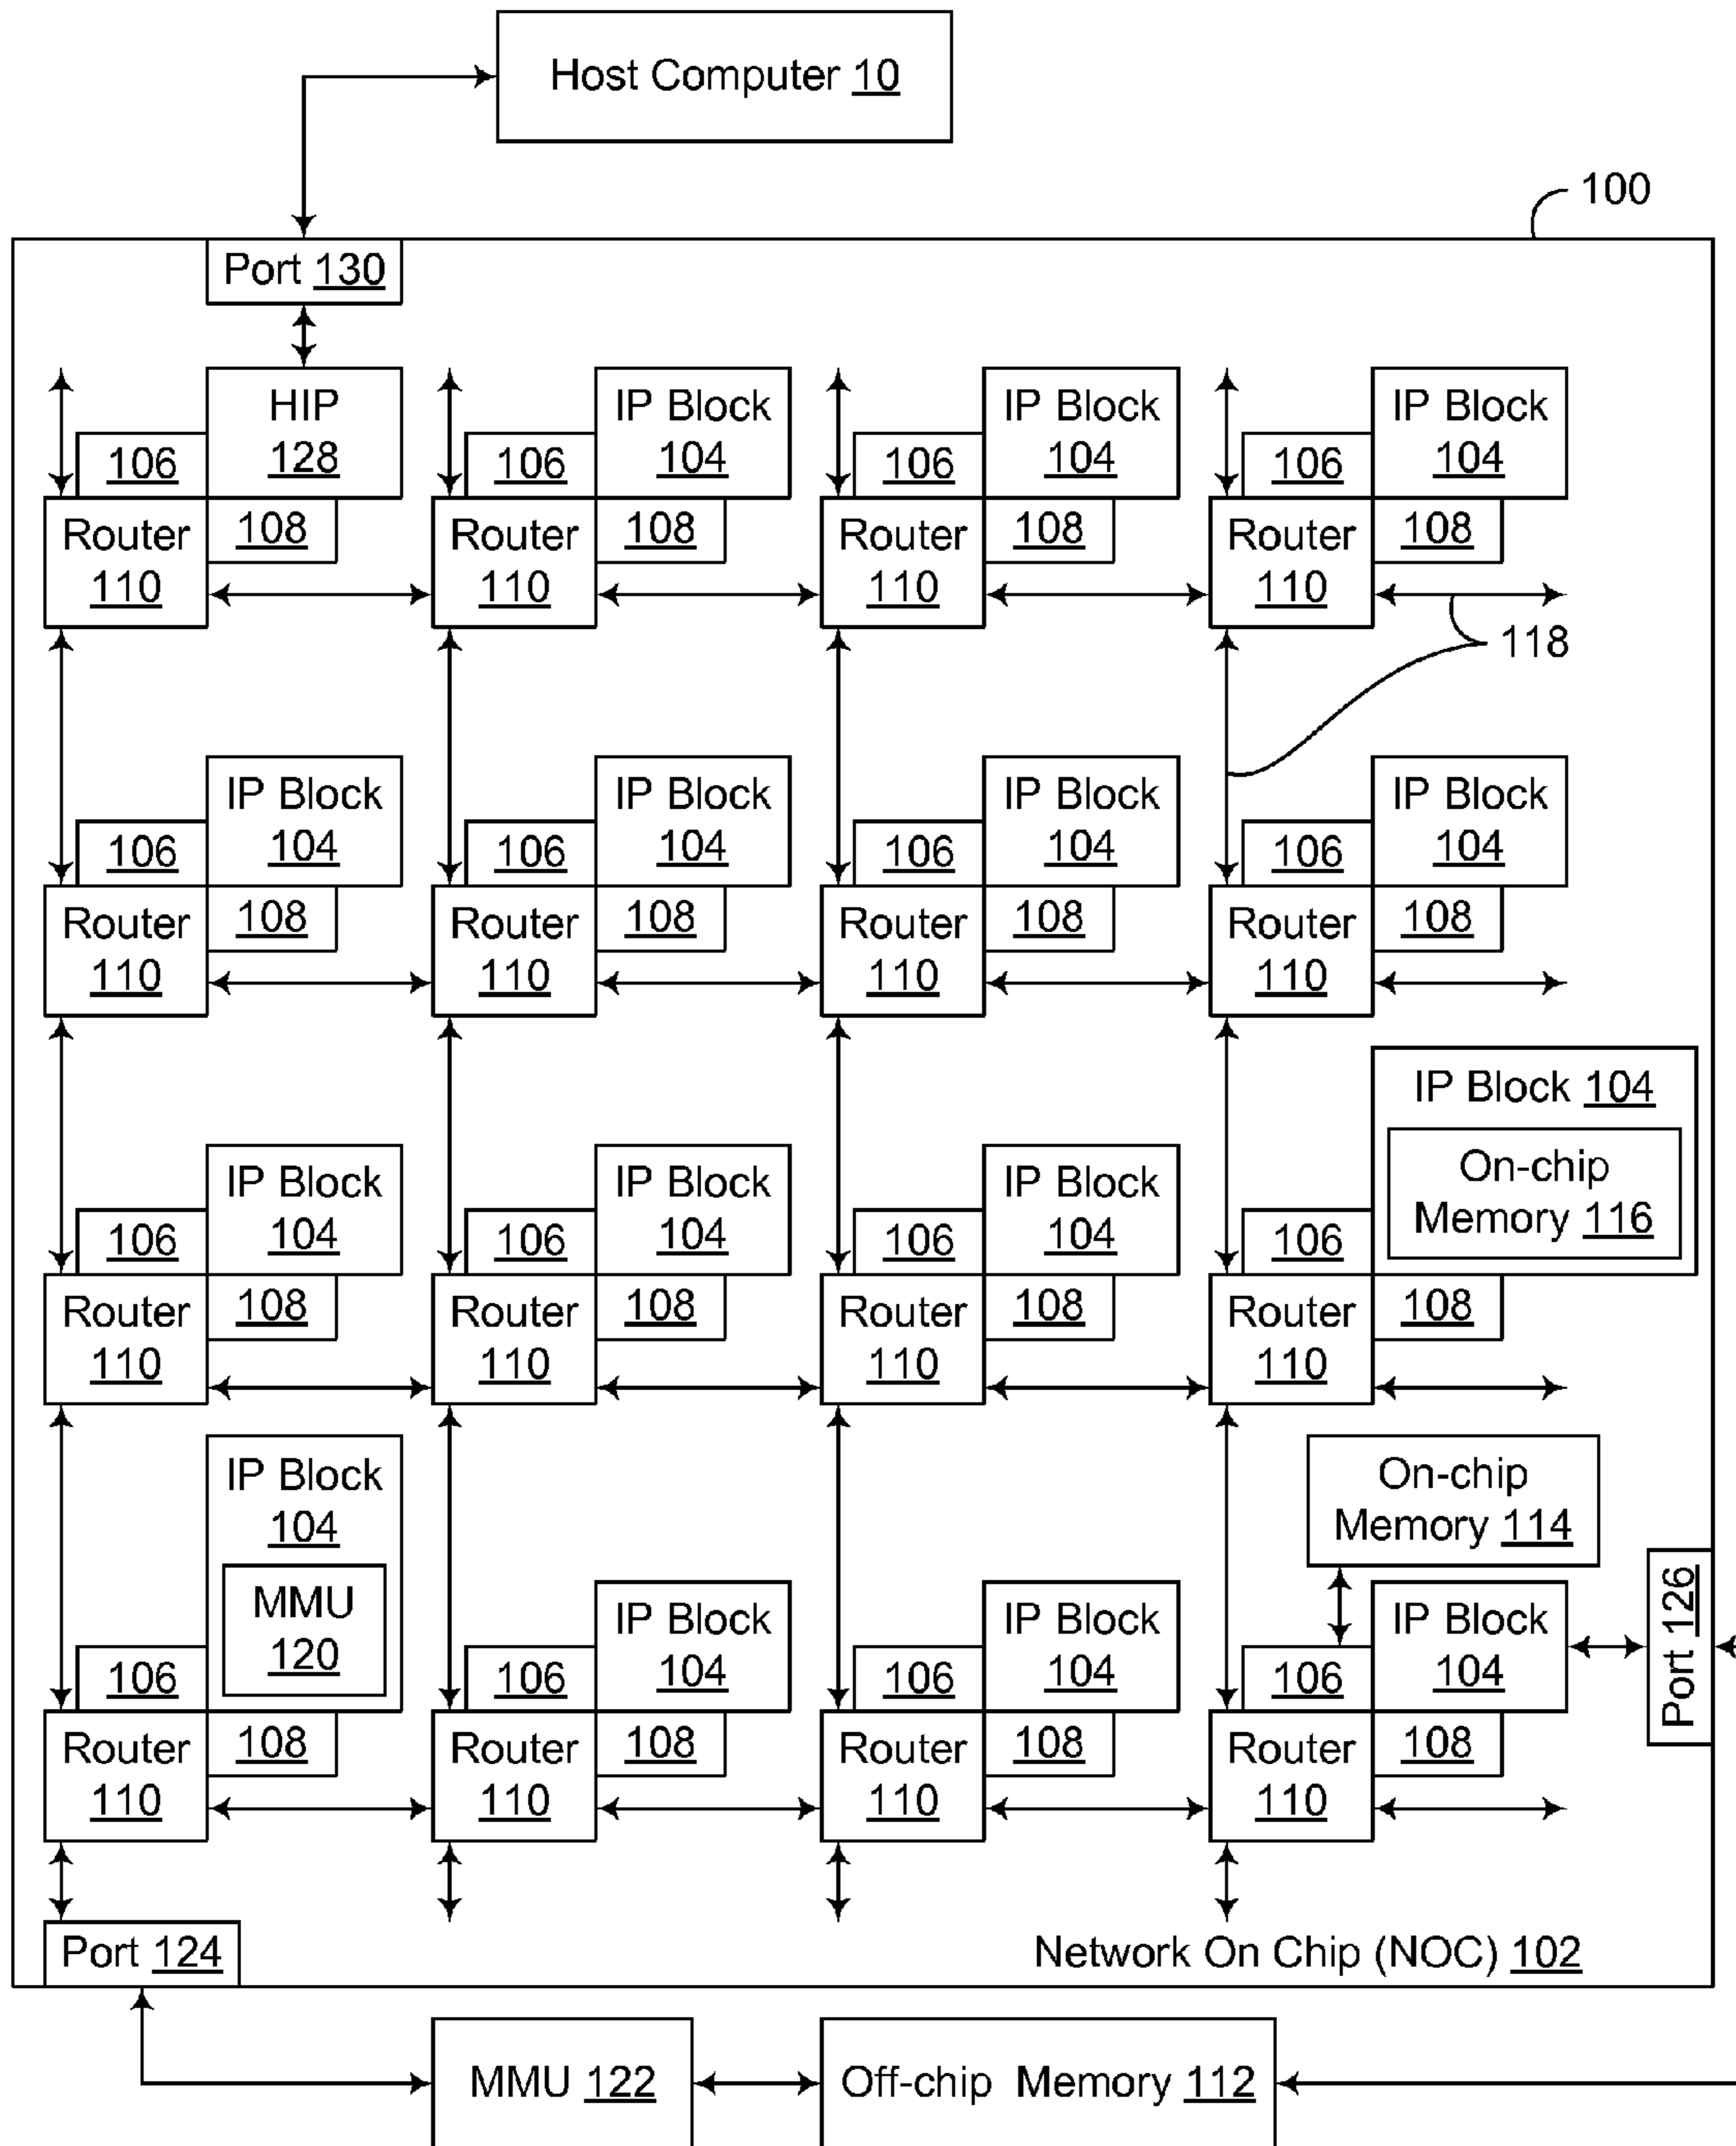 Host Computer 10
100
Port 130
HIP
128
106
Router
110
108
IP Block
104
106
Router
110
108
IP Block
104
106
Router
110
108
IP Block
104
106
Router
110
108
118
IP Block
104
106
Router
110
108
IP Block
104
106
Router
110
108
IP Block
104
106
Router
110
108
IP Block
104
106
Router
110
108
IP Block
104
106
Router
110
108
IP Block
104
106
Router
110
108
IP Block
104
106
Router
110
108
IP Block 104
On-chip
Memory 116
106
Router
110
108
IP Block
104
MMU
120
106
Router
110
108
IP Block
104
106
Router
110
108
IP Block
104
106
Router
110
108
On-chip
Memory 114
IP Block
104
106
Router
110
108
Port 126
Port 124
Network On Chip (NOC) 102
MMU 122
Off-chip Memory 112